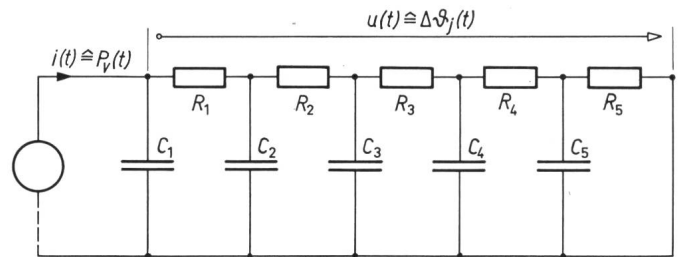 u(t)≙Δϑj(t)
i(t)≙Pv(t)
R1 R2 R3 R4 R5
C1 C2 C3 C4 C5